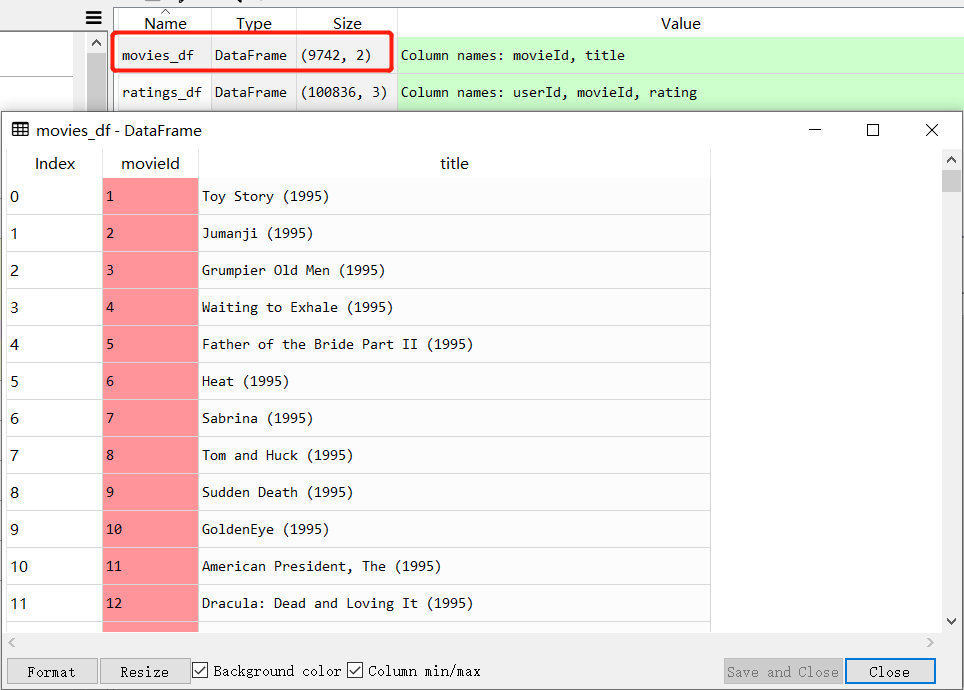 Name Type Size Value
movies_df DataFrame (9742, 2) Column names: movieId, title
ratings_df DataFrame (100836, 3) Column names: userId, movieId, rating
movies_df - DataFrame
Index movieId title
0 1 Toy Story (1995)
1 2 Jumanji (1995)
2 3 Grumpier Old Men (1995)
3 4 Waiting to Exhale (1995)
4 5 Father of the Bride Part II (1995)
5 6 Heat (1995)
6 7 Sabrina (1995)
7 8 Tom and Huck (1995)
8 9 Sudden Death (1995)
9 10 GoldenEye (1995)
10 11 American President, The (1995)
11 12 Dracula: Dead and Loving It (1995)
Format Resize Background color Column min/max Save and Close Close